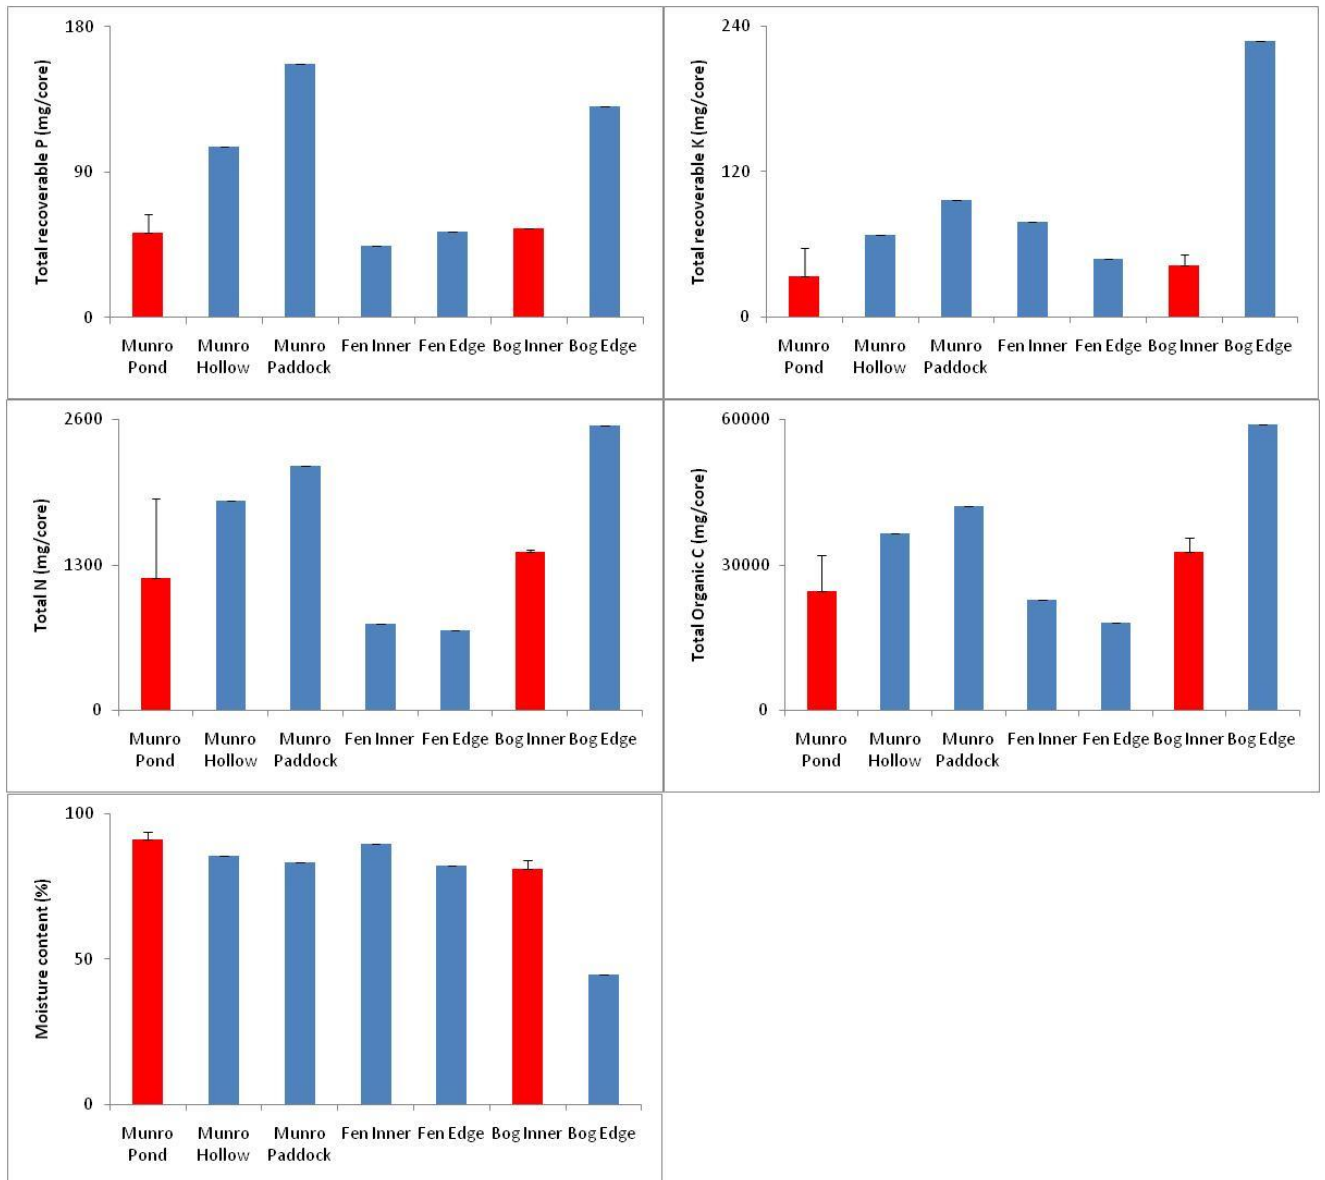 Total recoverable P (mg/core)
180
90
0
Munro Pond
Munro Hollow
Munro Paddock
Fen Inner
Fen Edge
Bog Inner
Bog Edge
Total recoverable K (mg/core)
240
120
0
Munro Pond
Munro Hollow
Munro Paddock
Fen Inner
Fen Edge
Bog Inner
Bog Edge
Total N (mg/core)
2600
1300
0
Munro Pond
Munro Hollow
Munro Paddock
Fen Inner
Fen Edge
Bog Inner
Bog Edge
Total Organic C (mg/core)
60000
30000
0
Munro Pond
Munro Hollow
Munro Paddock
Fen Inner
Fen Edge
Bog Inner
Bog Edge
Moisture content (%)
100
50
0
Munro Pond
Munro Hollow
Munro Paddock
Fen Inner
Fen Edge
Bog Inner
Bog Edge